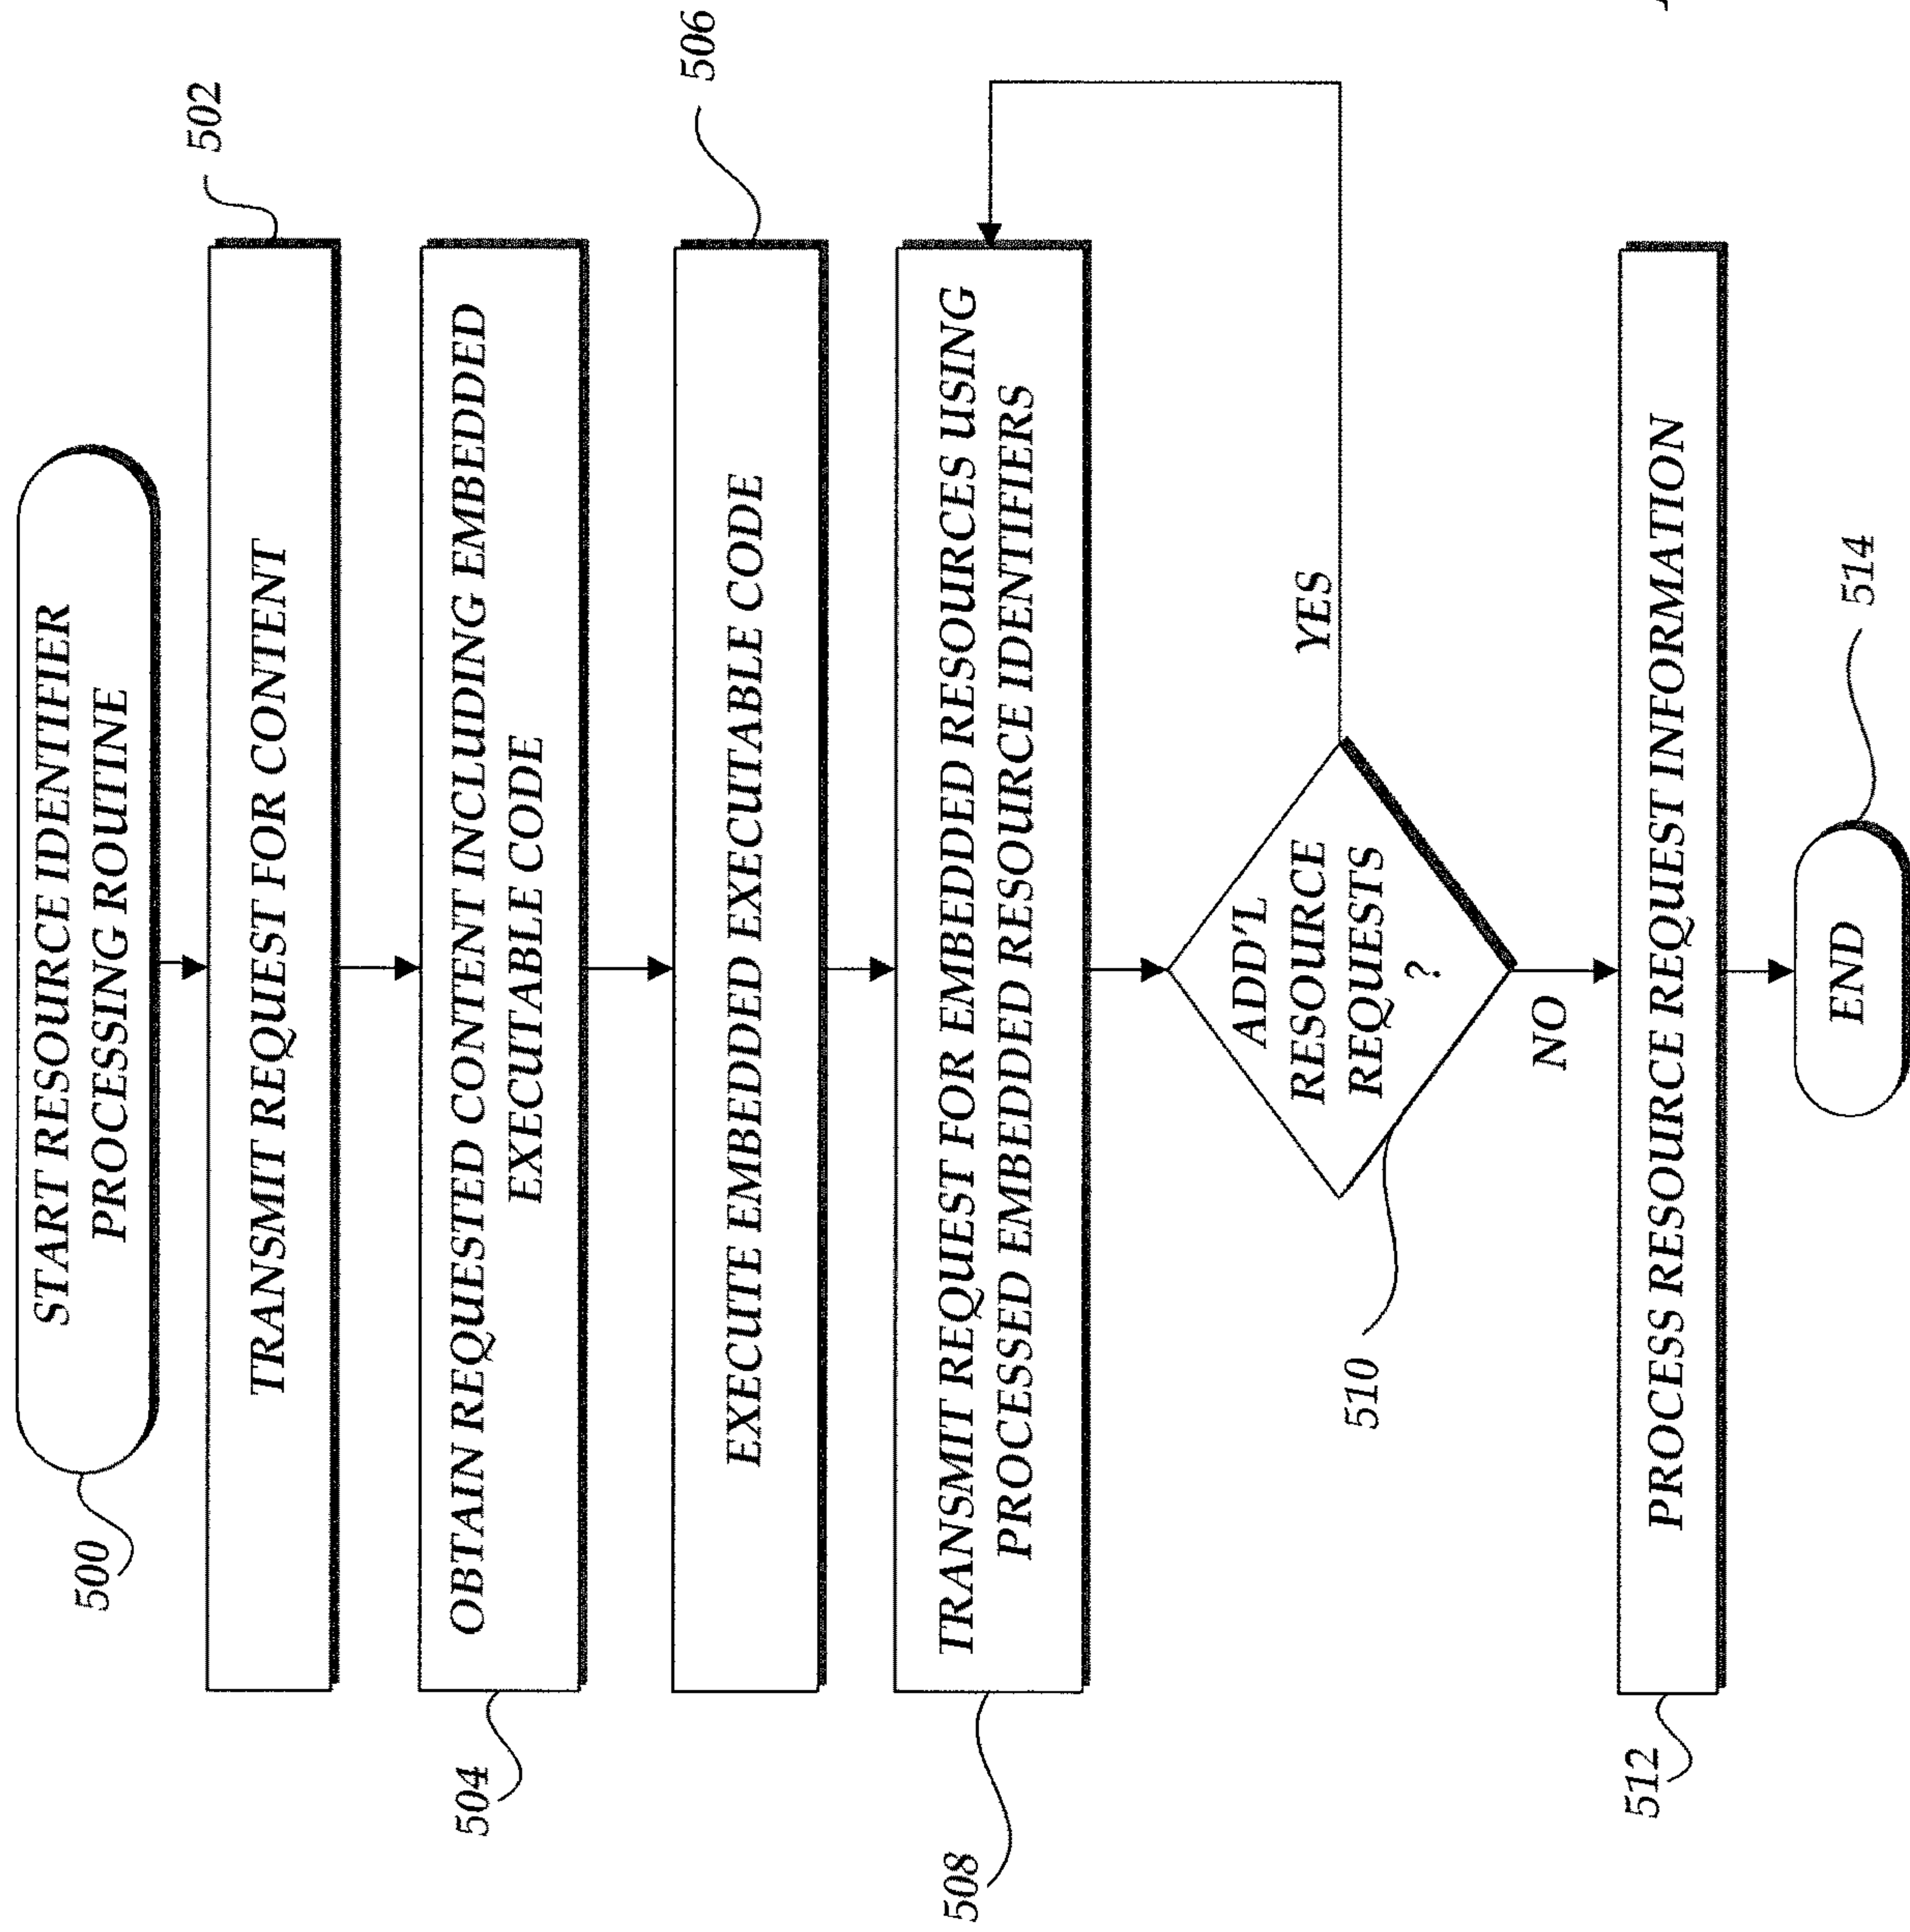 500
START RESOURCE IDENTIFIER
PROCESSING ROUTINE
502
TRANSMIT REQUEST FOR CONTENT
504
OBTAIN REQUESTED CONTENT INCLUDING EMBEDDED
EXECUTABLE CODE
506
EXECUTE EMBEDDED EXECUTABLE CODE
508
TRANSMIT REQUEST FOR EMBEDDED RESOURCES USING
PROCESSED EMBEDDED RESOURCE IDENTIFIERS
510
ADD'L
RESOURCE
REQUESTS
?
YES
NO
512
PROCESS RESOURCE REQUEST INFORMATION
514
END